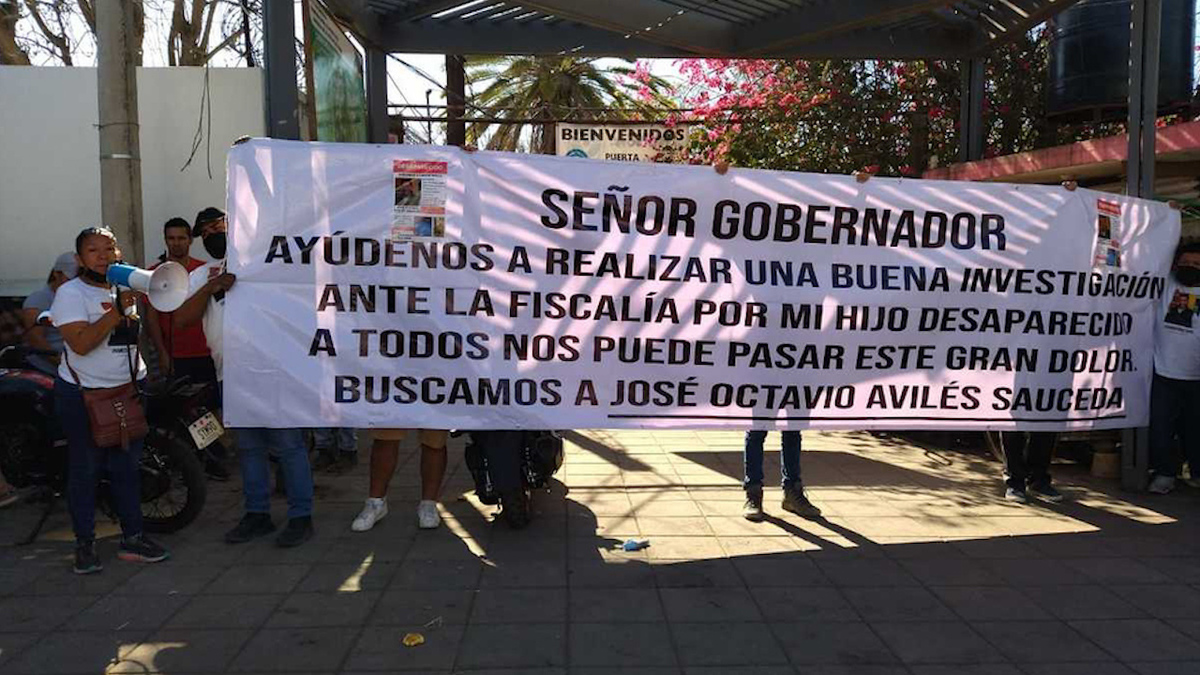 BIENVENIDOS
PUERTA
SEÑOR GOBERNADOR
AYÚDENOS A REALIZAR UNA BUENA INVESTIGACIÓN
ANTE LA FISCALÍA POR MI HIJO DESAPARECIDO
A TODOS NOS PUEDE PASAR ESTE GRAN DOLOR.
BUSCAMOS A JOSÉ OCTAVIO AVILÉS SAUCEDA